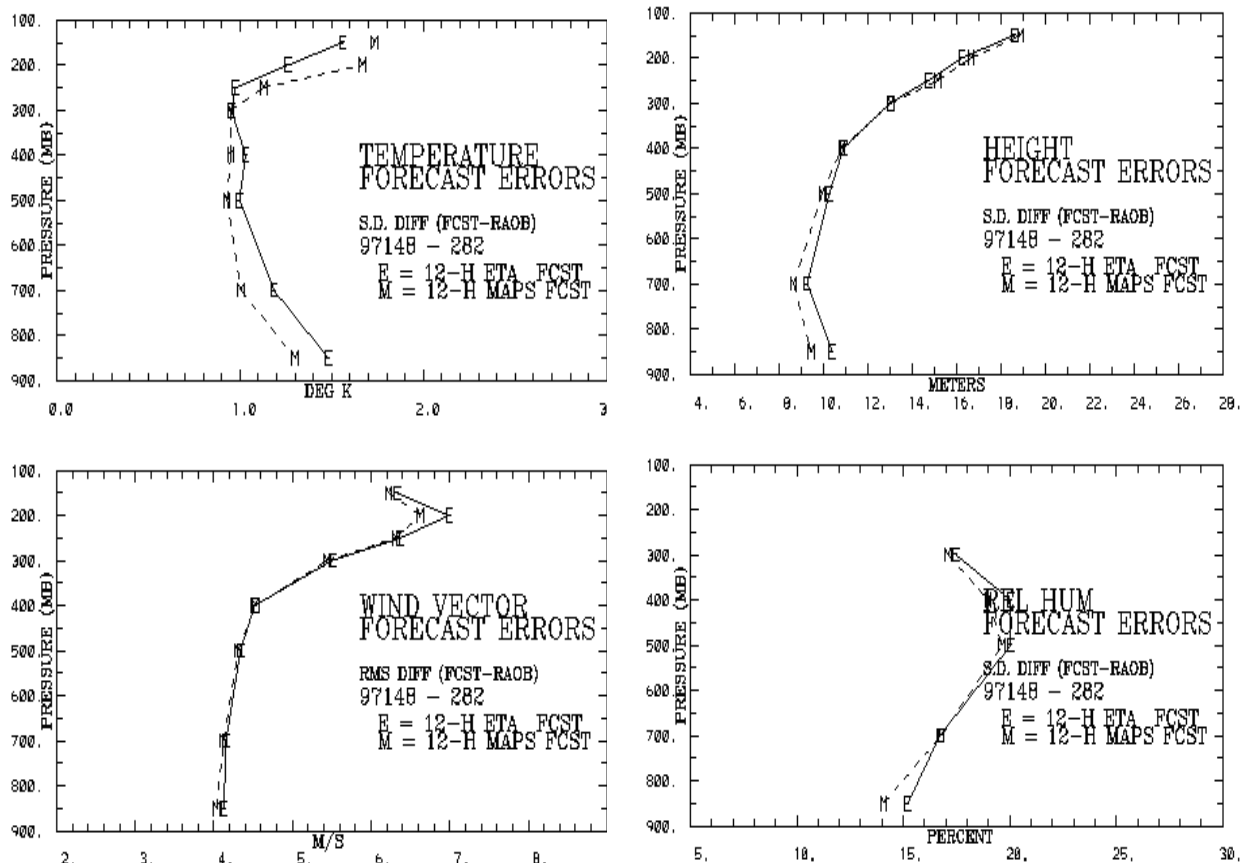 100.
200.
300.
400.
500.
600.
700.
800.
900.
PRESSURE (MB)
E M
E M
E M
E
M E
M E
M E
M E
TEMPERATURE
FORECAST ERRORS
S.D. DIFF (FCST-RAOB)
97148 - 282
E = 12-H ETA FCST
M = 12-H MAPS FCST
DEG K
0.0 1.0 2.0 3
100.
200.
300.
400.
500.
600.
700.
800.
900.
PRESSURE (MB)
E M
E M
E M
E
E
M E
M E
M E
HEIGHT
FORECAST ERRORS
S.D. DIFF (FCST-RAOB)
97148 - 282
E = 12-H ETA FCST
M = 12-H MAPS FCST
METERS
4. 6. 8. 10. 12. 14. 16. 18. 20. 22. 24. 26. 28.
100.
200.
300.
400.
500.
600.
700.
800.
900.
PRESSURE (MB)
M E
M E
M E
M E
E
M E
M E
M E
WIND VECTOR
FORECAST ERRORS
RMS DIFF (FCST-RAOB)
97148 - 282
E = 12-H ETA FCST
M = 12-H MAPS FCST
M/S
2. 3. 4. 5. 6. 7. 8.
100.
200.
300.
400.
500.
600.
700.
800.
900.
PRESSURE (MB)
M E
M E
M E
E
M E
REL HUM
FORECAST ERRORS
S.D. DIFF (FCST-RAOB)
97148 - 282
E = 12-H ETA FCST
M = 12-H MAPS FCST
PERCENT
5. 10. 15. 20. 25. 30.